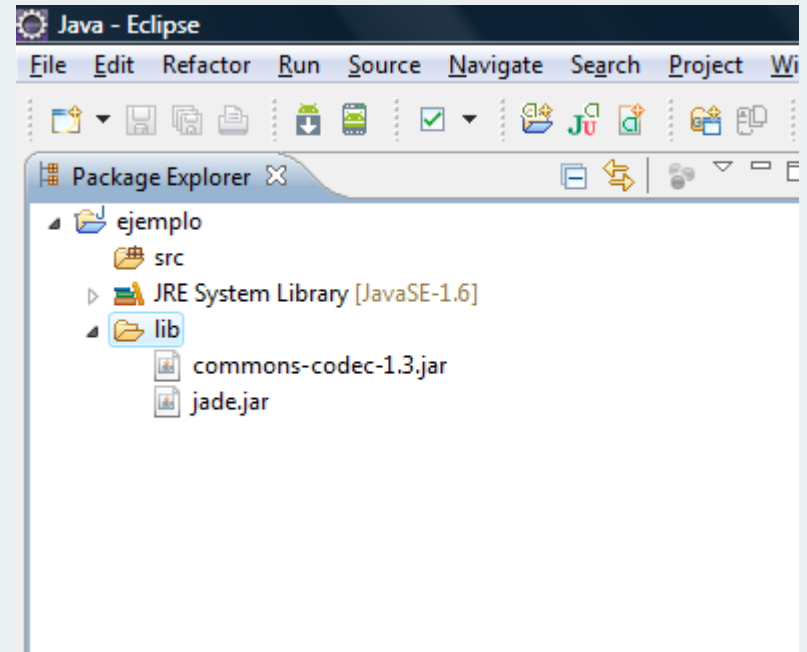 Java - Eclipse
File Edit Refactor Run Source Navigate Search Project Wi
Package Explorer
ejemplo
src
JRE System Library [JavaSE-1.6]
lib
commons-codec-1.3.jar
jade.jar